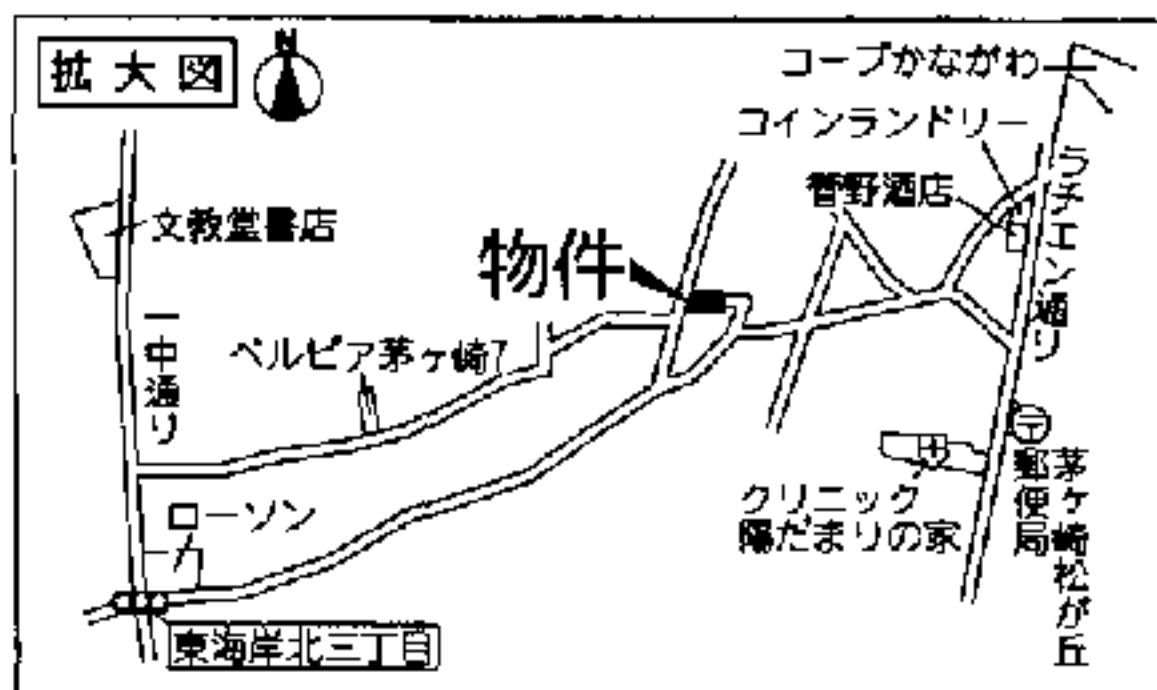 拡大図
N
コープかながわ
コインランドリー
菅野酒店
ラチエン通り
文教堂書店
物件
一中通り
ベルピア茅ヶ崎7
ローソン
クリニック
陽だまりの家
〒
茅ヶ崎松が丘
郵便局
東海岸北三丁目